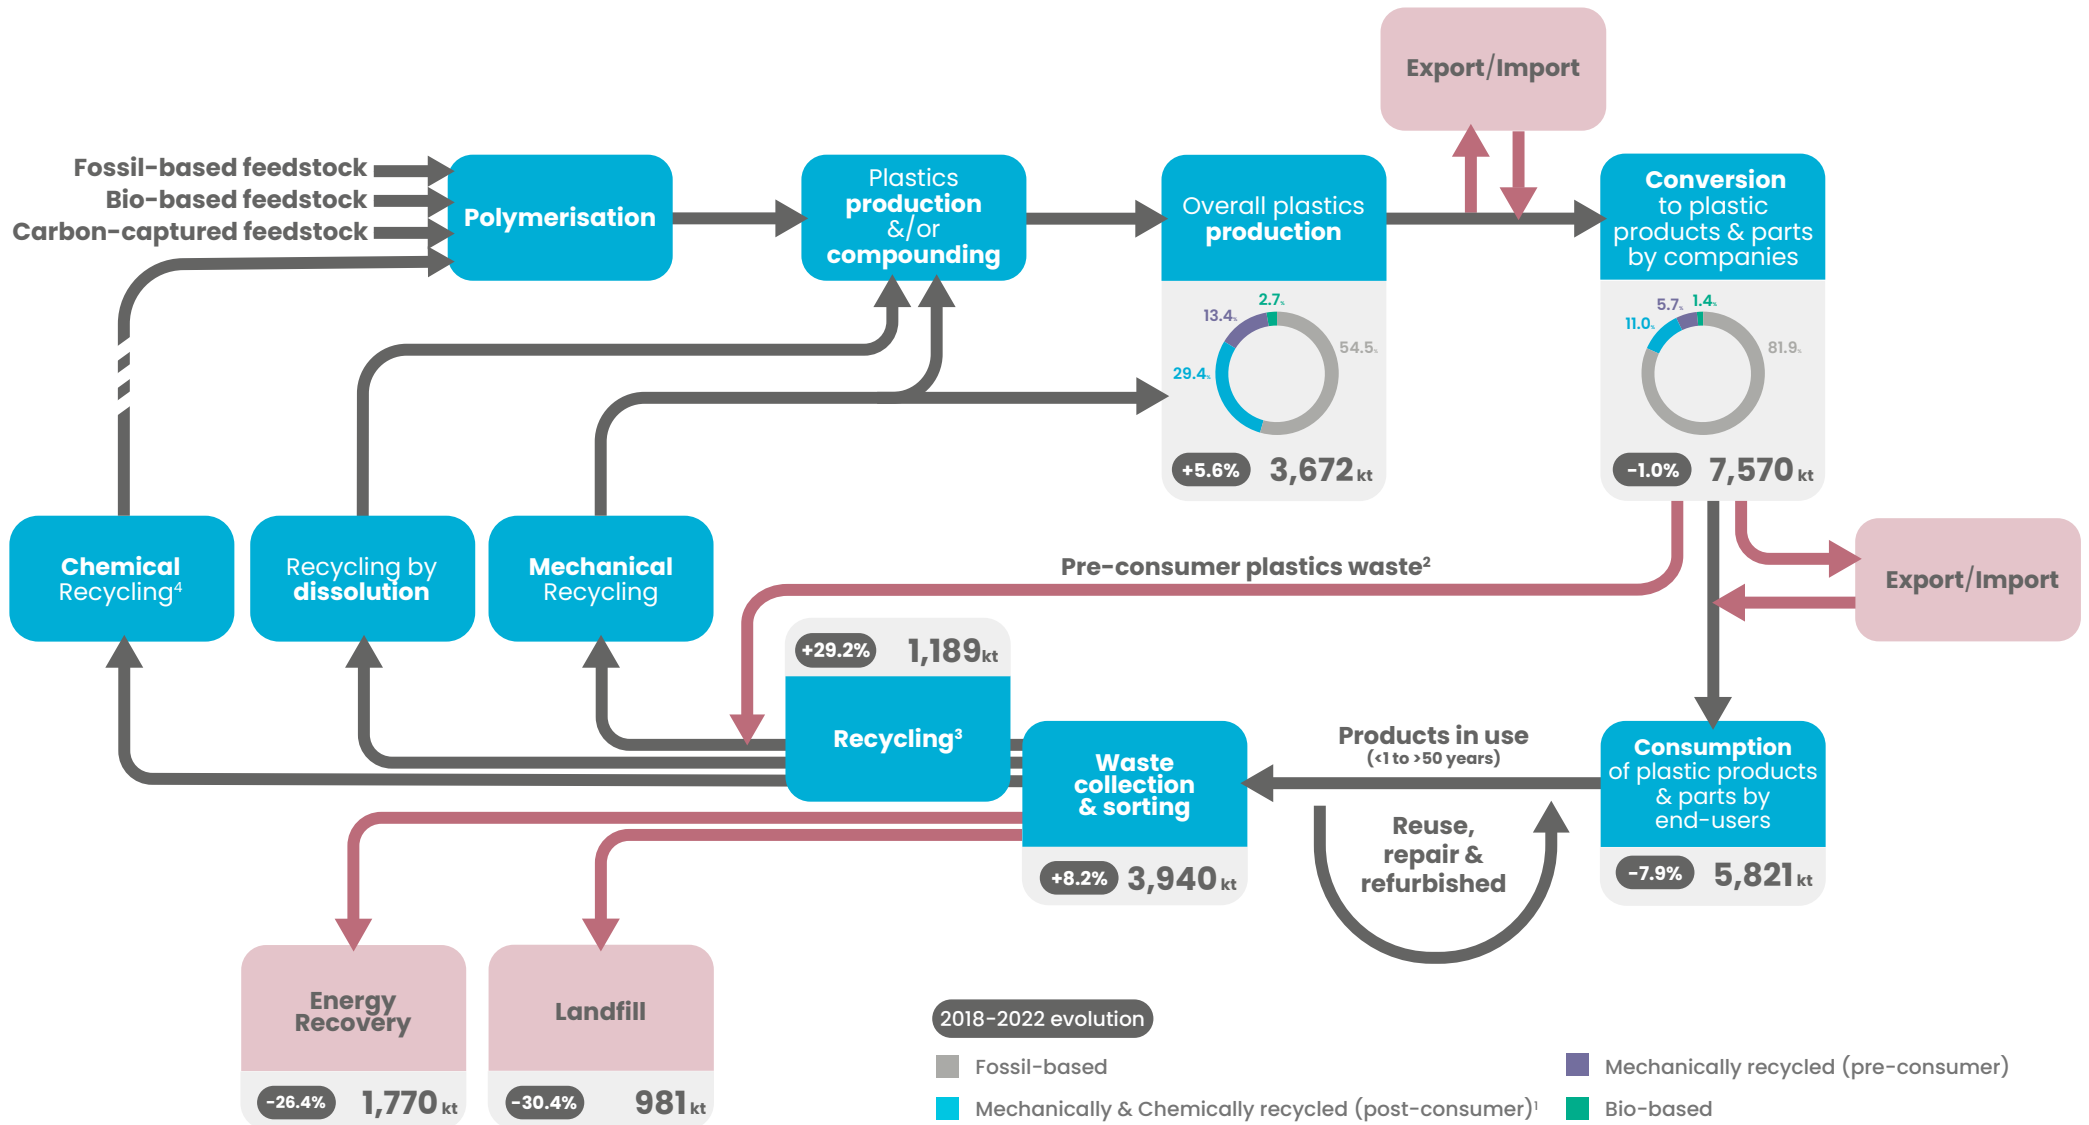 Export/Import
Fossil-based feedstock
Bio-based feedstock
Carbon-captured feedstock
Polymerisation
Plastics
production
&/or
compounding
Overall plastics
production
2.7%
13.4%
54.5%
29.4%
+5.6% 3,672 kt
Conversion
to plastic
products & parts
by companies
5.7% 1.4%
11.0%
81.9%
-1.0% 7,570 kt
Chemical
Recycling⁴
Recycling by
dissolution
Mechanical
Recycling
Pre-consumer plastics waste²
Export/Import
+29.2% 1,189 kt
Recycling³
Waste
collection
& sorting
+8.2% 3,940 kt
Products in use
(<1 to >50 years)
Reuse,
repair &
refurbished
Consumption
of plastic products
& parts by
end-users
-7.9% 5,821 kt
Energy
Recovery
-26.4% 1,770 kt
Landfill
-30.4% 981 kt
2018-2022 evolution
Fossil-based
Mechanically & Chemically recycled (post-consumer)¹
Mechanically recycled (pre-consumer)
Bio-based